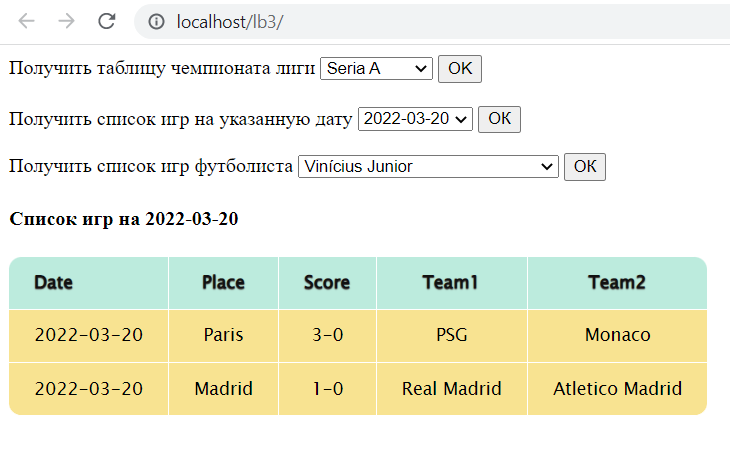 localhost/lb3/
Получить таблицу чемпионата лиги Seria A OK
Получить список игр на указанную дату 2022-03-20 OK
Получить список игр футболиста Vinícius Junior OK
Список игр на 2022-03-20
Date Place Score Team1 Team2
2022-03-20 Paris 3-0 PSG Monaco
2022-03-20 Madrid 1-0 Real Madrid Atletico Madrid